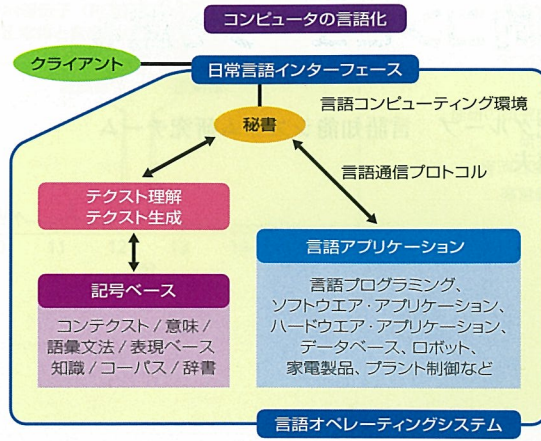 コンピュータの言語化
クライアント
日常言語インターフェース
秘書
言語コンピューティング環境
言語通信プロトコル
テクスト理解
テクスト生成
記号ベース
コンテクスト / 意味 /
語彙文法 / 表現ベース
知識 / コーパス / 辞書
言語アプリケーション
言語プログラミング、
ソフトウエア・アプリケーション、
ハードウエア・アプリケーション、
データベース、ロボット、
家電製品、プラント制御など
言語オペレーティングシステム